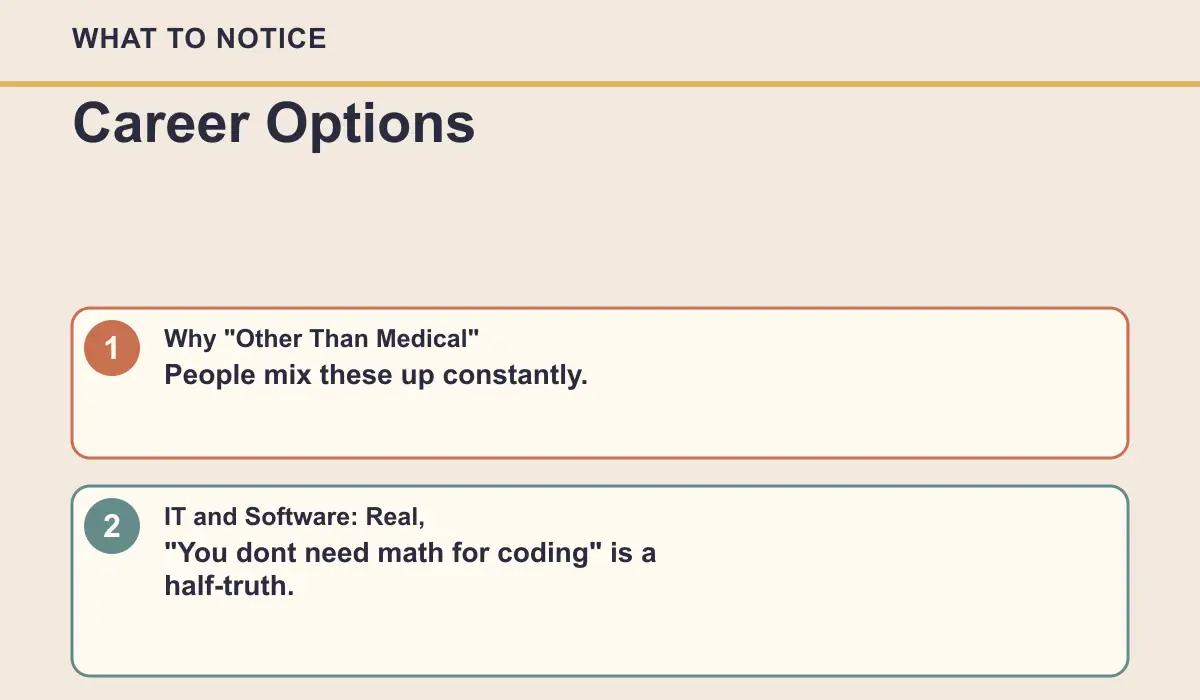 WHAT TO NOTICE
Career Options
1
Why "Other Than Medical"
People mix these up constantly.
2
IT and Software: Real,
"You dont need math for coding" is a
half-truth.